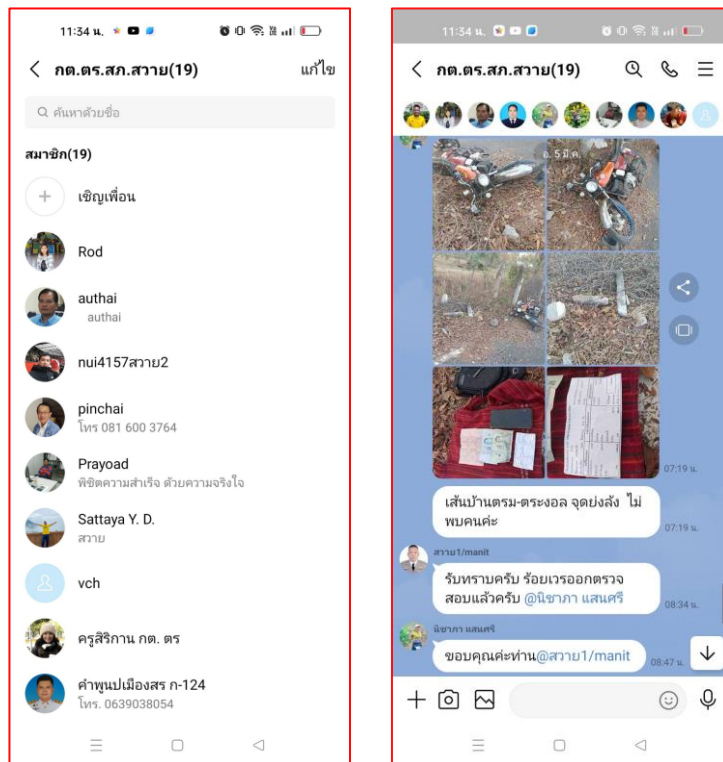 11:34 น.
กต.ตร.สภ.สวาย(19)
แก้ไข
ค้นหาด้วยชื่อ
สมาชิก(19)
เชิญเพื่อน
Rod
authai
authai
nui4157สวาย2
pinchai
โทร 081 600 3764
Prayoad
พิชิตความสำเร็จ ด้วยความจริงใจ
Sattaya Y. D.
สวาย
vch
ครูสิริกาน กต. ตร
คำพูนปเมืองสร ก-124
โทร. 0639038054
11:34 น.
กต.ตร.สภ.สวาย(19)
อ. 5 มี.ค.
07:19 น.
เส้นบ้านตรม-ตระงอล จุดย่งลัง ไม่
พบคนค่ะ
07:19 น.
สวาย1/manit
รับทราบครับ ร้อยเวรออกตรวจ
สอบแล้วครับ @นิชาภา แสนศรี
08:34 น.
นิชาภา แสนศรี
ขอบคุณค่ะท่าน@สวาย1/manit
08:47 น.